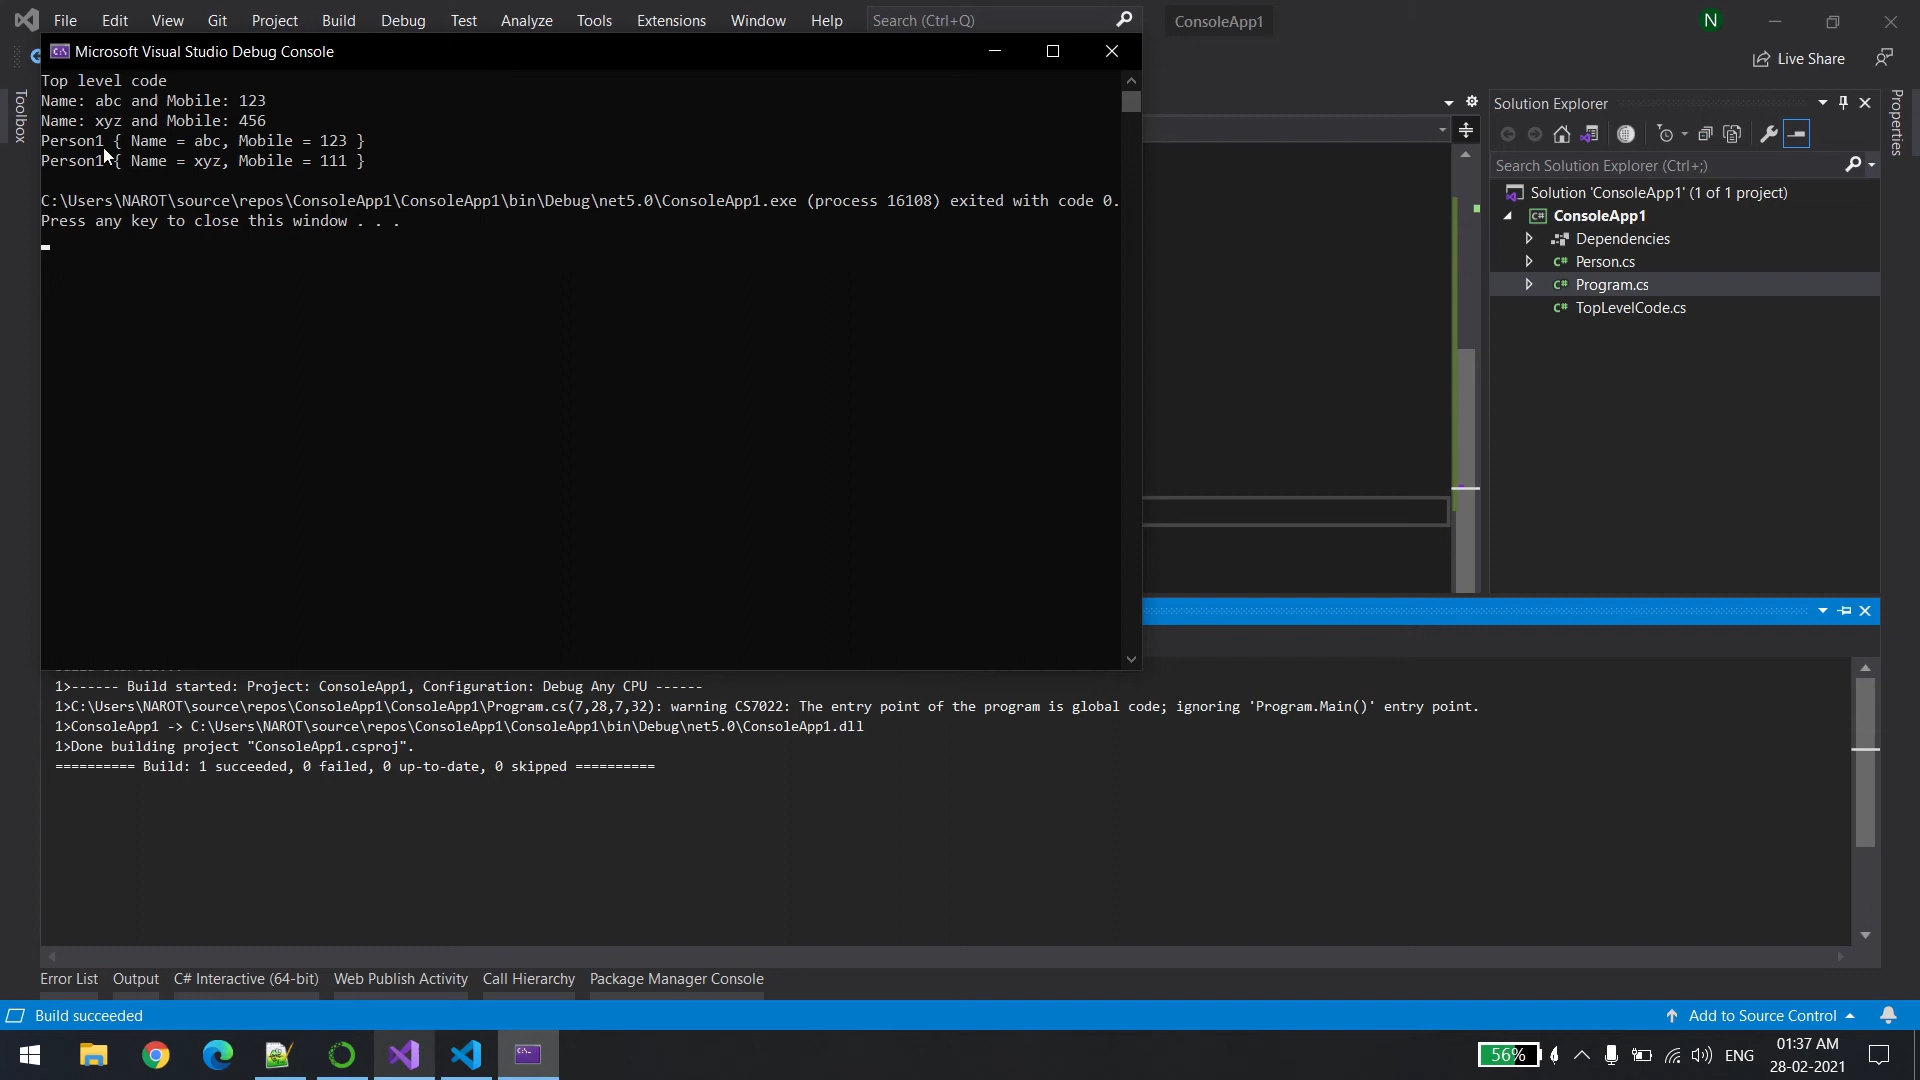 File Edit View Git Project Build Debug Test Analyze Tools Extensions Window Help Search (Ctrl+Q) ConsoleApp1 N
Microsoft Visual Studio Debug Console
Live Share
Toolbox
Top level code
Name: abc and Mobile: 123
Name: xyz and Mobile: 456
Person1 { Name = abc, Mobile = 123 }
Person1 { Name = xyz, Mobile = 111 }
C:\Users\NAROT\source\repos\ConsoleApp1\ConsoleApp1\bin\Debug\net5.0\ConsoleApp1.exe (process 16108) exited with code 0.
Press any key to close this window . . .
Solution Explorer
Properties
Search Solution Explorer (Ctrl+;)
Solution 'ConsoleApp1' (1 of 1 project)
C# ConsoleApp1
Dependencies
C# Person.cs
C# Program.cs
C# TopLevelCode.cs
1>------ Build started: Project: ConsoleApp1, Configuration: Debug Any CPU ------
1>C:\Users\NAROT\source\repos\ConsoleApp1\ConsoleApp1\Program.cs(7,28,7,32): warning CS7022: The entry point of the program is global code; ignoring 'Program.Main()' entry point.
1>ConsoleApp1 -> C:\Users\NAROT\source\repos\ConsoleApp1\ConsoleApp1\bin\Debug\net5.0\ConsoleApp1.dll
1>Done building project "ConsoleApp1.csproj".
========== Build: 1 succeeded, 0 failed, 0 up-to-date, 0 skipped ==========
Error List Output C# Interactive (64-bit) Web Publish Activity Call Hierarchy Package Manager Console
Build succeeded
Add to Source Control
56% ENG
01:37 AM
28-02-2021